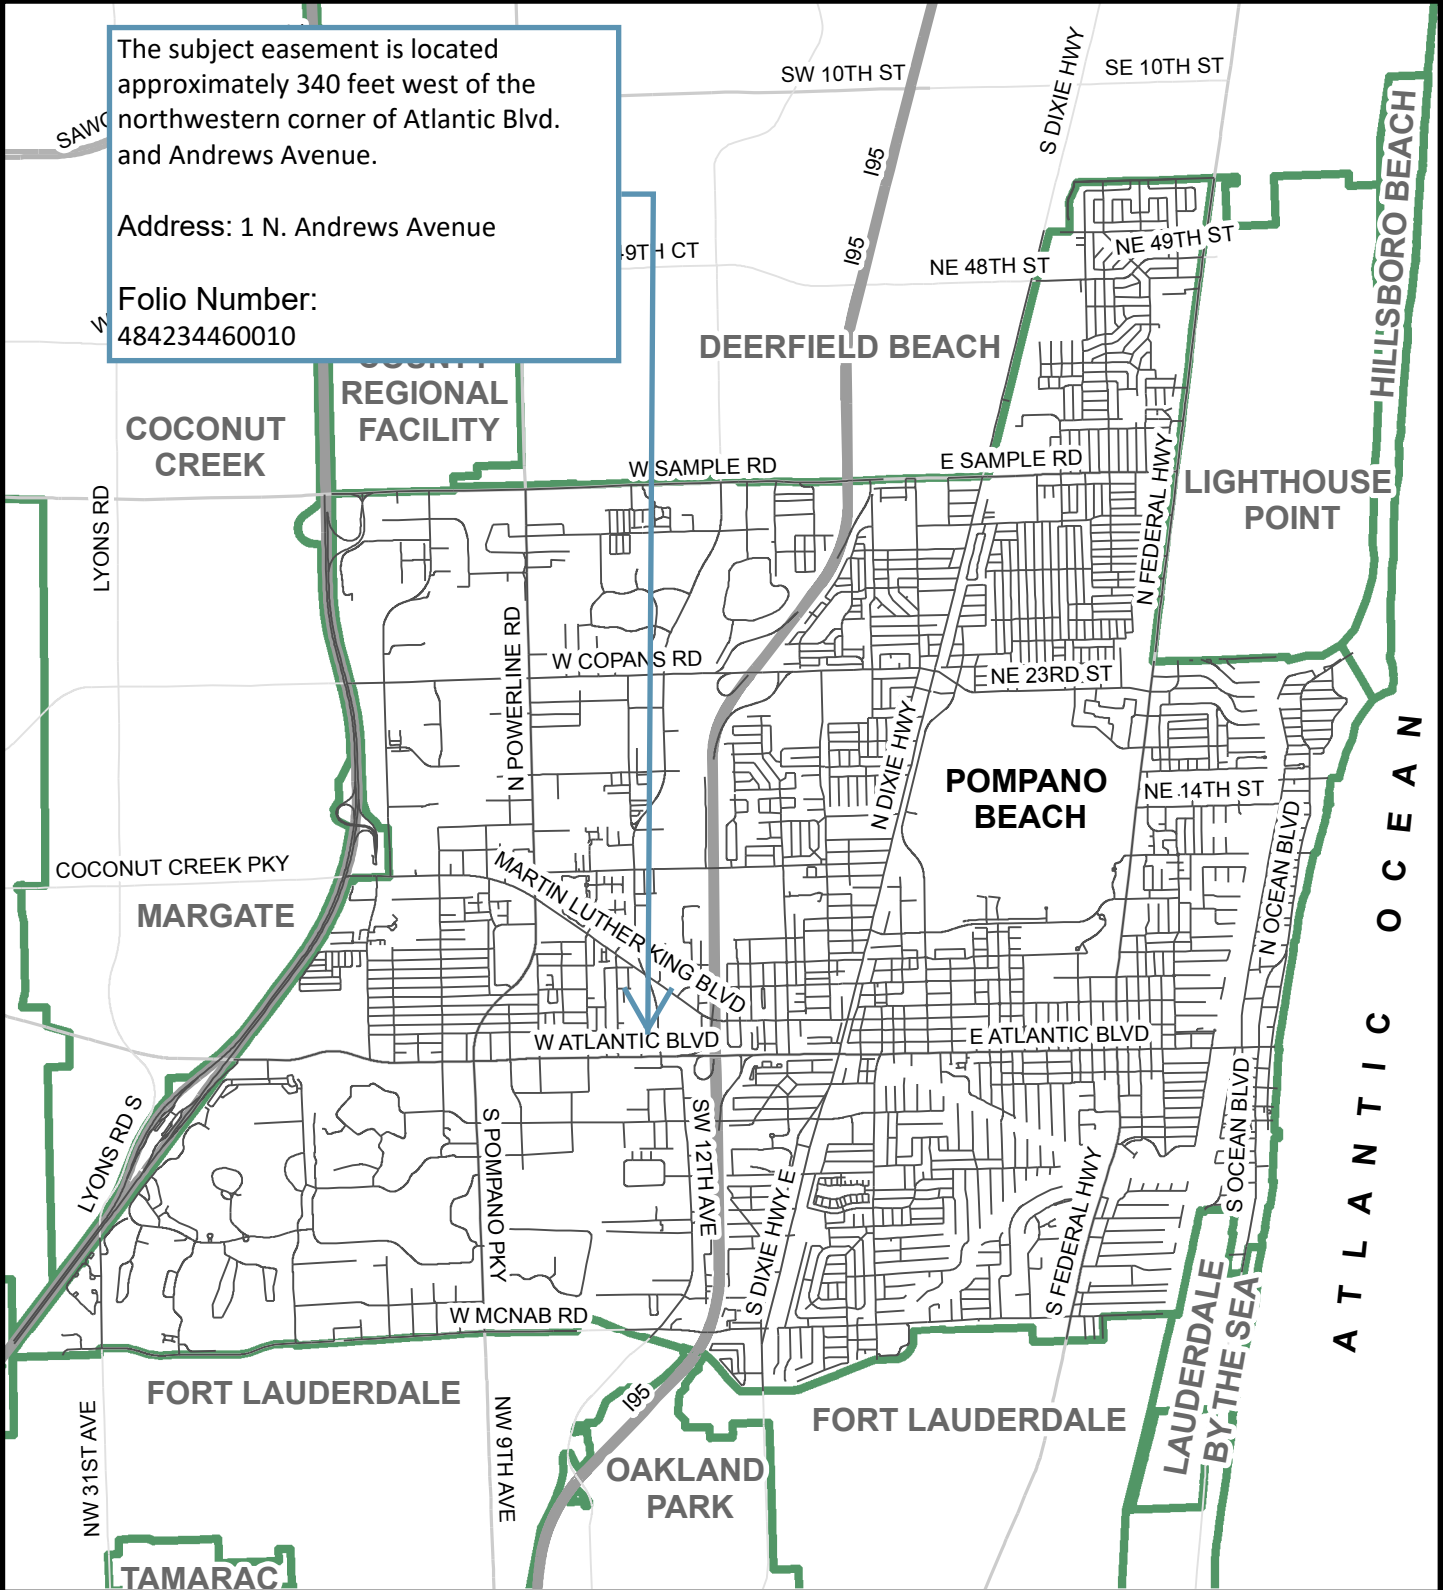 The subject easement is located
approximately 340 feet west of the
northwestern corner of Atlantic Blvd.
and Andrews Avenue.
Address: 1 N. Andrews Avenue
Folio Number:
484234460010
SW 10TH ST
SE 10TH ST
S DIXIE HWY
I95
HILLSBORO BEACH
NE 49TH ST
I95
NE 48TH ST
DEERFIELD BEACH
REGIONAL
FACILITY
COCONUT
CREEK
W SAMPLE RD
E SAMPLE RD
LYONS RD
N FEDERAL HWY
LIGHTHOUSE
POINT
N POWERLINE RD
W COPANS RD
NE 23RD ST
N DIXIE HWY
POMPANO
BEACH
NE 14TH ST
N OCEAN BLVD
ATLANTIC OCEAN
COCONUT CREEK PKY
MARGATE
MARTIN LUTHER KING BLVD
W ATLANTIC BLVD
E ATLANTIC BLVD
LYONS RD S
S POMPANO PKY
SW 12TH AVE
S DIXIE HWY E
S FEDERAL HWY
S OCEAN BLVD
W MCNAB RD
LAUDERDALE
BY THE SEA
FORT LAUDERDALE
FORT LAUDERDALE
I95
NW 31ST AVE
NW 9TH AVE
OAKLAND
PARK
TAMARAC